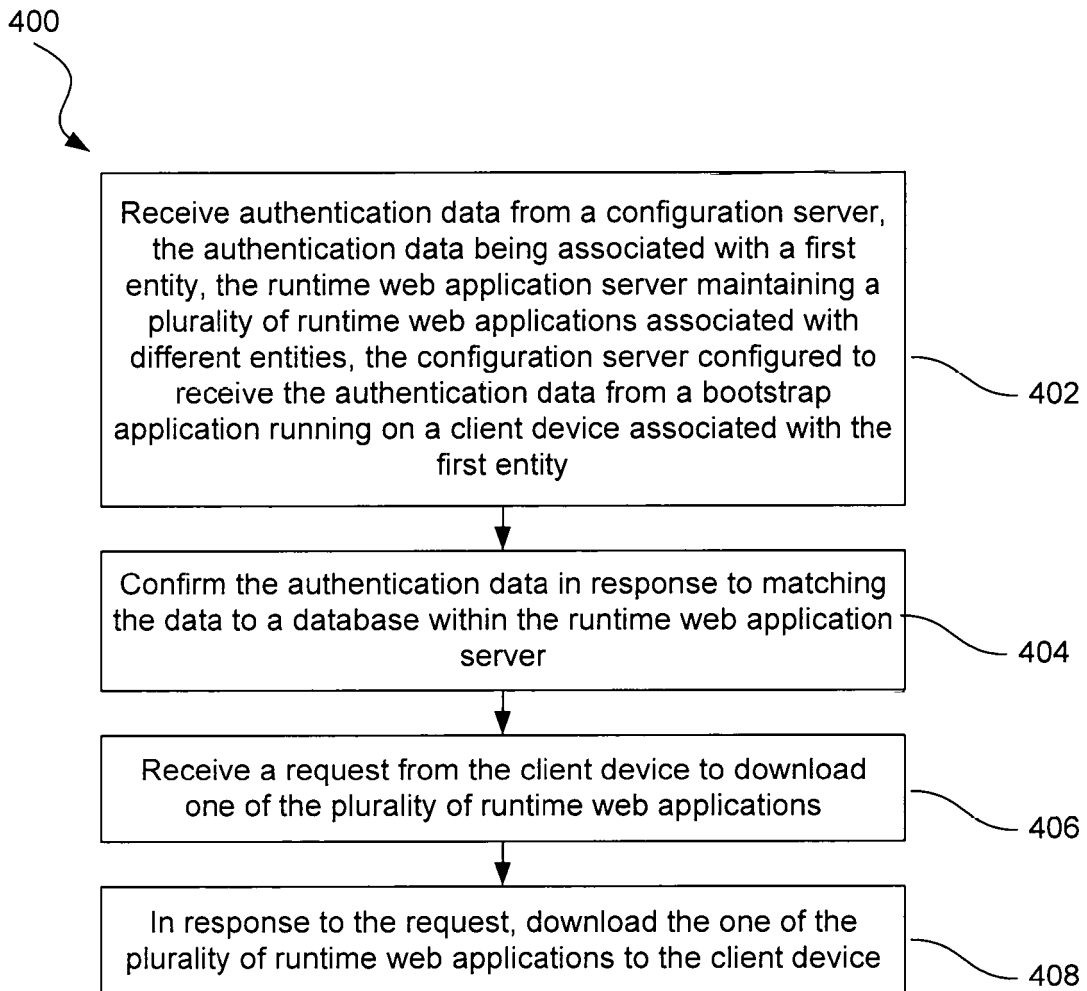 400
Receive authentication data from a configuration server,
the authentication data being associated with a first
entity, the runtime web application server maintaining a
plurality of runtime web applications associated with
different entities, the configuration server configured to
receive the authentication data from a bootstrap
application running on a client device associated with the
first entity
402
Confirm the authentication data in response to matching
the data to a database within the runtime web application
server
404
Receive a request from the client device to download
one of the plurality of runtime web applications
406
In response to the request, download the one of the
plurality of runtime web applications to the client device
408